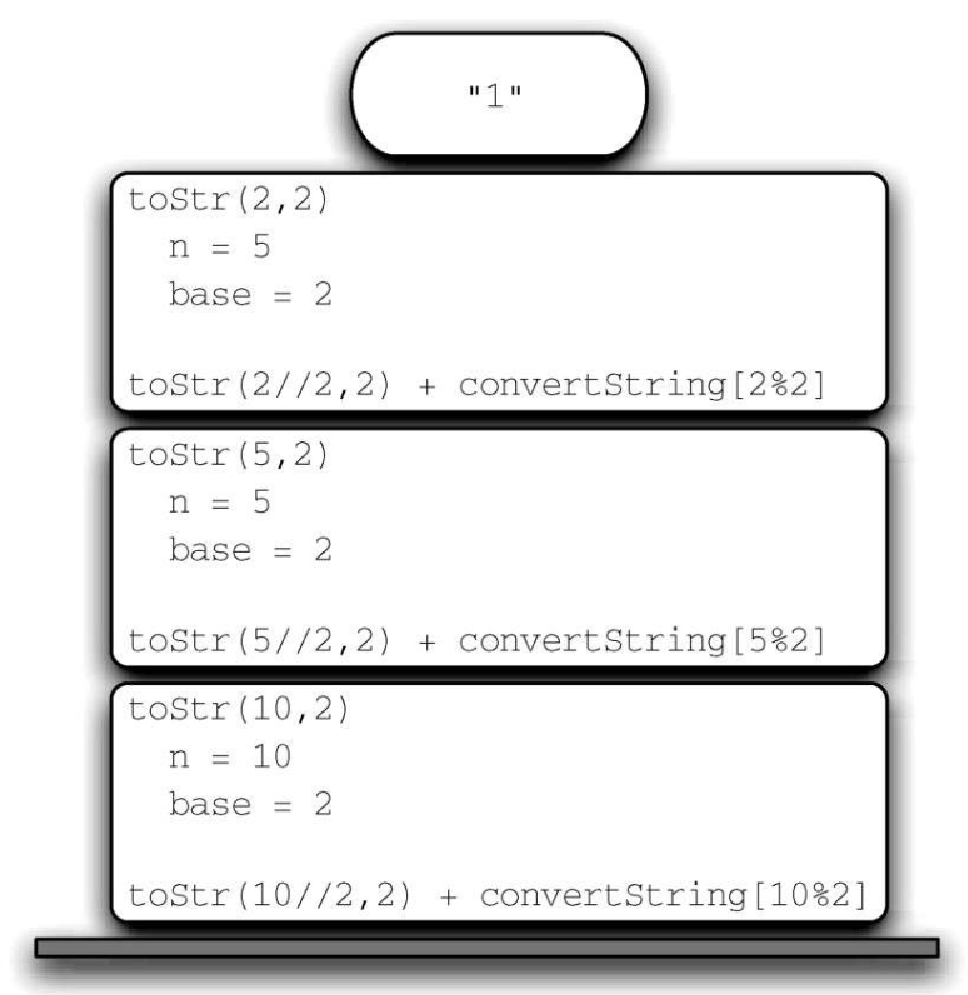 "1"
toStr(2,2)
n = 5
base = 2
toStr(2//2,2) + convertString[2%2]
toStr(5,2)
n = 5
base = 2
toStr(5//2,2) + convertString[5%2]
toStr(10,2)
n = 10
base = 2
toStr(10//2,2) + convertString[10%2]